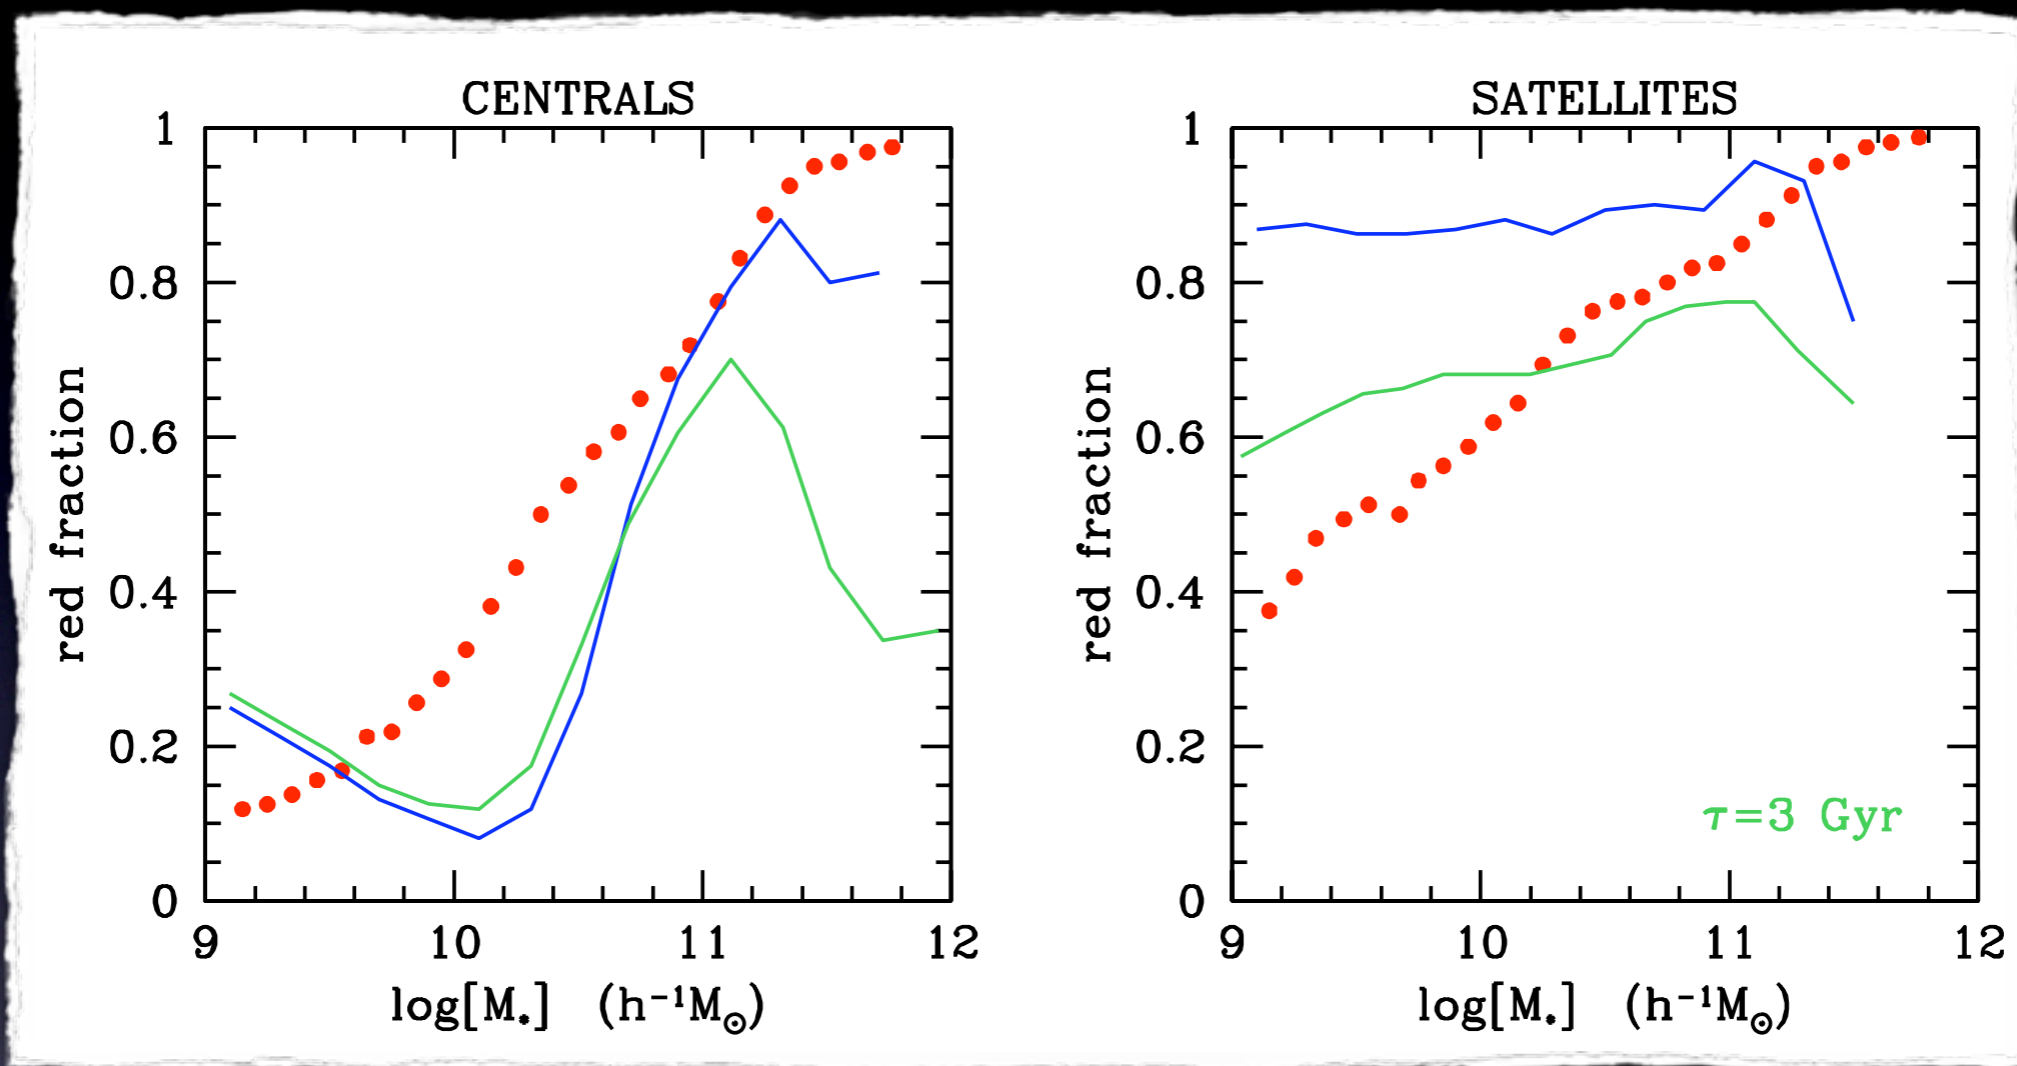 CENTRALS
1
0.8
0.6
0.4
0.2
0
red fraction
9 10 11 12
log[M*] (h⁻¹M⊙)
SATELLITES
1
0.8
0.6
0.4
0.2
0
red fraction
τ=3 Gyr
9 10 11 12
log[M*] (h⁻¹M⊙)